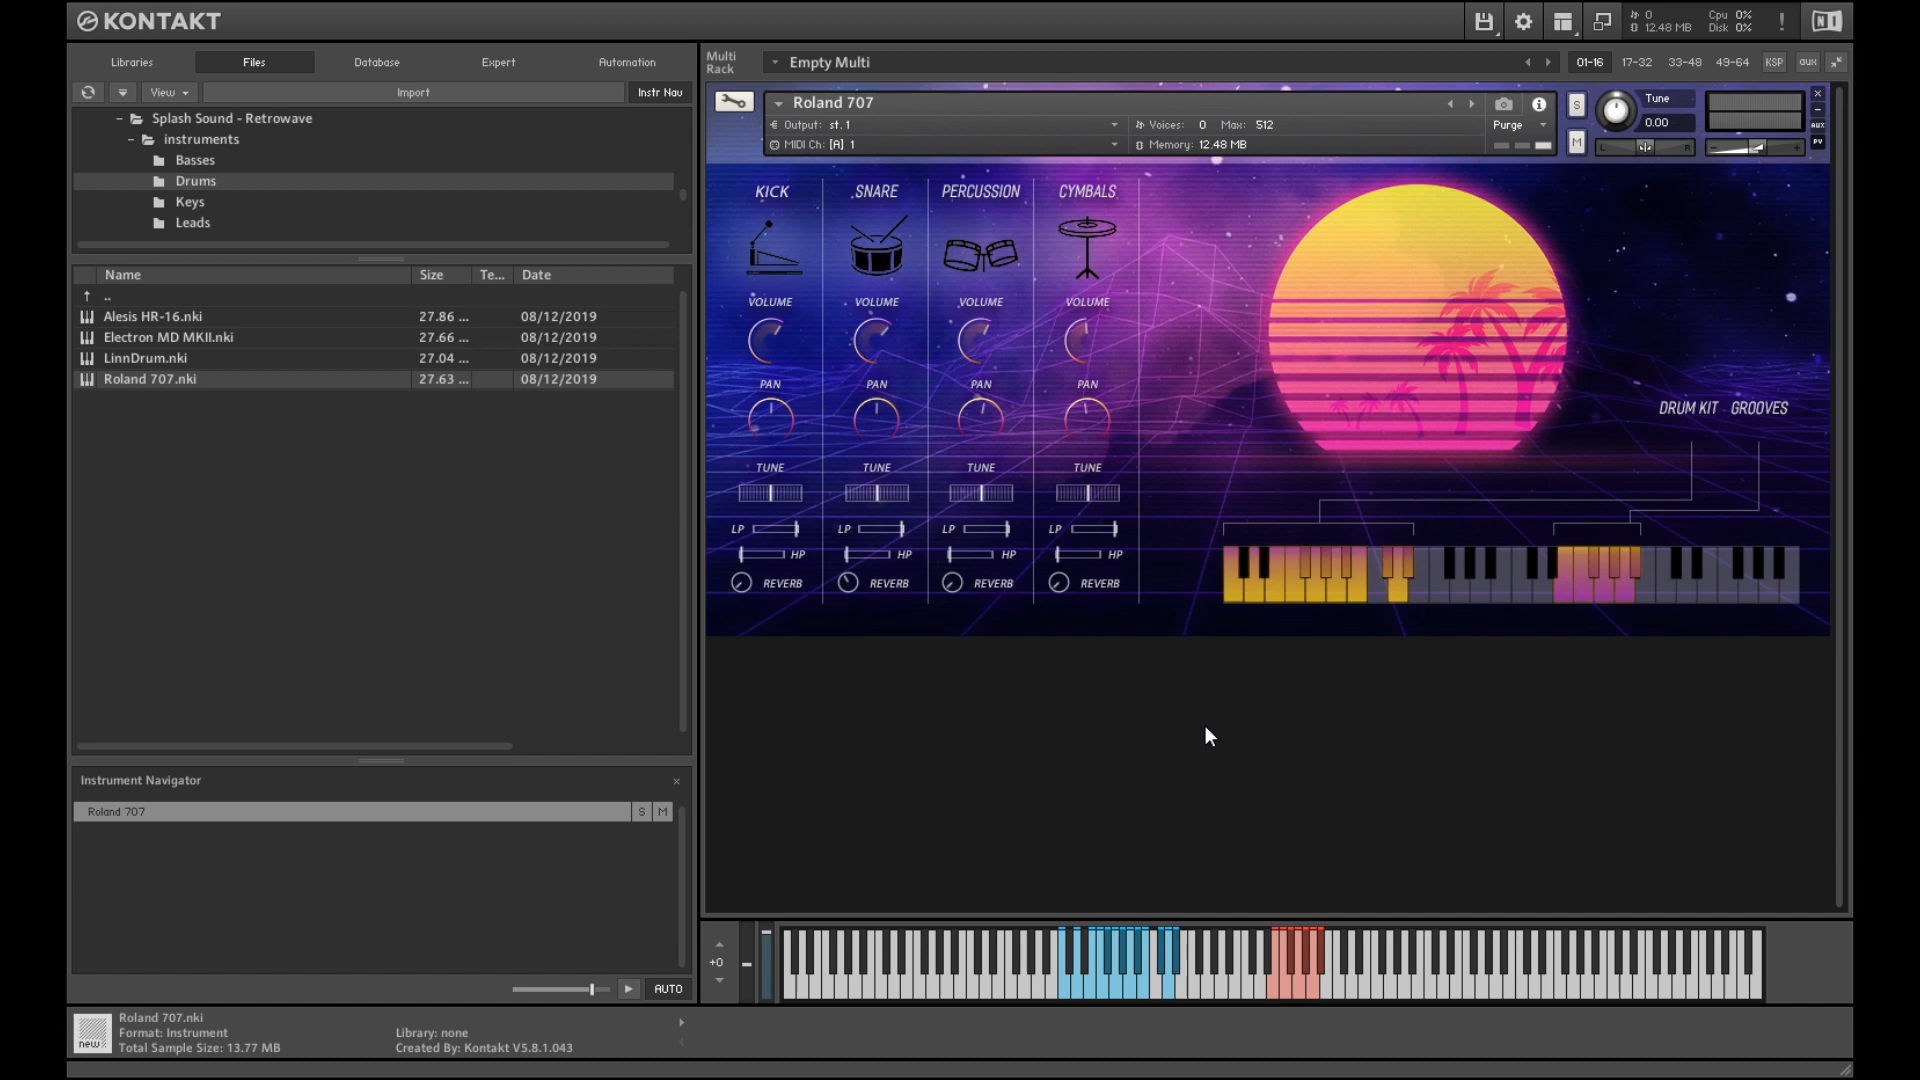 KONTAKT
0
12.48 MB
Cpu 0%
Disk 0%
!
Libraries
Files
Database
Expert
Automation
View
Import
Instr Nav
Splash Sound - Retrowave
instruments
Basses
Drums
Keys
Leads
Name Size Te... Date
..
Alesis HR-16.nki 27.86 ... 08/12/2019
Electron MD MKII.nki 27.66 ... 08/12/2019
LinnDrum.nki 27.04 ... 08/12/2019
Roland 707.nki 27.63 ... 08/12/2019
Instrument Navigator
Roland 707 S M
AUTO
new
Roland 707.nki
Format: Instrument
Total Sample Size: 13.77 MB
Library: none
Created By: Kontakt V5.8.1.043
Multi
Rack
Empty Multi
01-16 17-32 33-48 49-64 KSP aux
Roland 707
Output: st.1
Voices: 0 Max: 512
Purge
MIDI Ch: [A] 1
Memory: 12.48 MB
S
M
Tune
0.00
L R
AUX
PV
KICK SNARE PERCUSSION CYMBALS
VOLUME VOLUME VOLUME VOLUME
PAN PAN PAN PAN
TUNE TUNE TUNE TUNE
LP LP LP LP
HP HP HP HP
REVERB REVERB REVERB REVERB
DRUM KIT GROOVES
+0